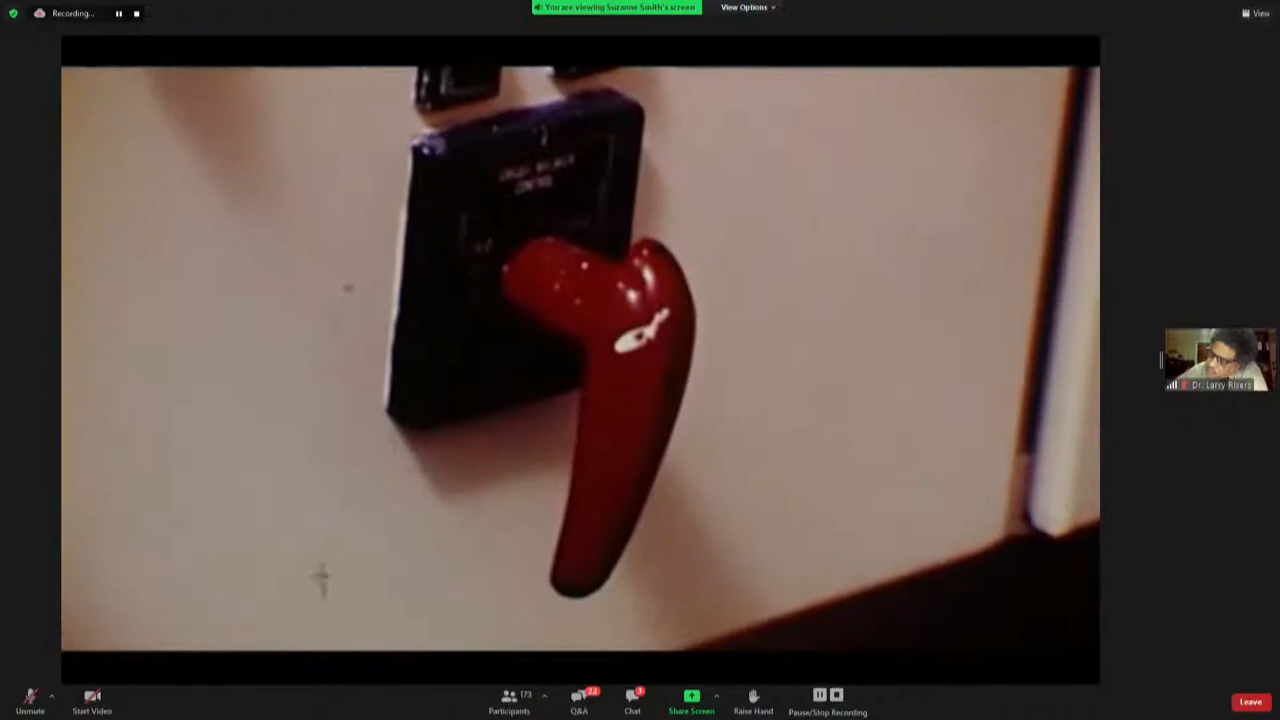 Recording...
You are viewing Suzanne Smith's screen
View Options
View
CONTROL
Dr. Larry Rivers
Unmute
Start Video
173
Participants
22
Q&A
3
Chat
Share Screen
Raise Hand
Pause/Stop Recording
Leave